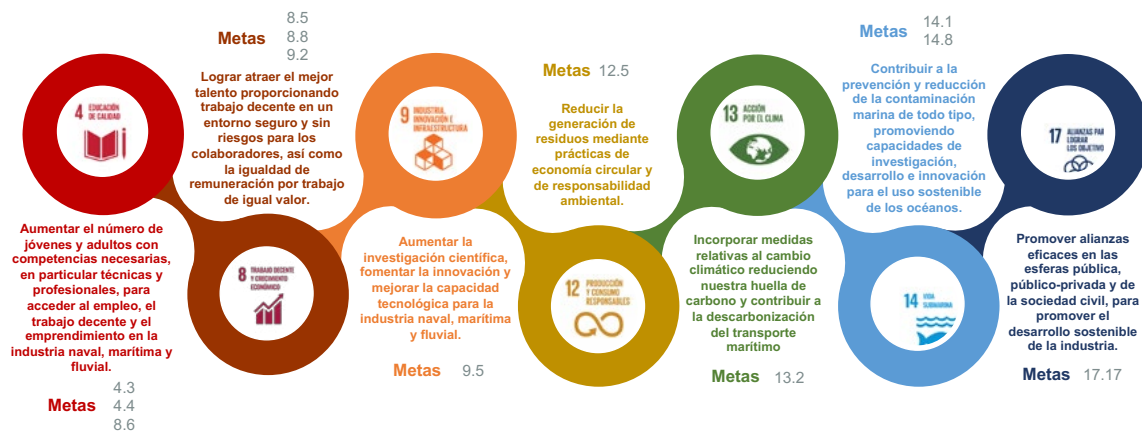 4 EDUCACIÓN
DE CALIDAD
Aumentar el número de
jóvenes y adultos con
competencias necesarias,
en particular técnicas y
profesionales, para
acceder al empleo, el
trabajo decente y el
emprendimiento en la
industria naval, marítima y
fluvial.
Metas
4.3
4.4
8.6
Metas
8.5
8.8
9.2
Lograr atraer el mejor
talento proporcionando
trabajo decente en un
entorno seguro y sin
riesgos para los
colaboradores, así como
la igualdad de
remuneración por trabajo
de igual valor.
8 TRABAJO DECENTE
Y CRECIMIENTO
ECONÓMICO
9 INDUSTRIA,
INNOVACIÓN E
INFRAESTRUCTURA
Aumentar la
investigación científica,
fomentar la innovación y
mejorar la capacidad
tecnológica para la
industria naval, marítima
y fluvial.
Metas 9.5
Metas 12.5
Reducir la
generación de
residuos mediante
prácticas de
economía circular y
de responsabilidad
ambiental.
12 PRODUCCIÓN
Y CONSUMO
RESPONSABLES
13 ACCIÓN
POR EL CLIMA
Incorporar medidas
relativas al cambio
climático reduciendo
nuestra huella de
carbono y contribuir a
la descarbonización
del transporte
marítimo
Metas 13.2
Metas
14.1
14.8
Contribuir a la
prevención y reducción
de la contaminación
marina de todo tipo,
promoviendo
capacidades de
investigación,
desarrollo e innovación
para el uso sostenible
de los océanos.
14 VIDA
SUBMARINA
17 ALIANZAS PAR
LOGRAR
LOS OBJETIVO
Promover alianzas
eficaces en las
esferas pública,
público-privada y de
la sociedad civil, para
promover el
desarrollo sostenible
de la industria.
Metas 17.17